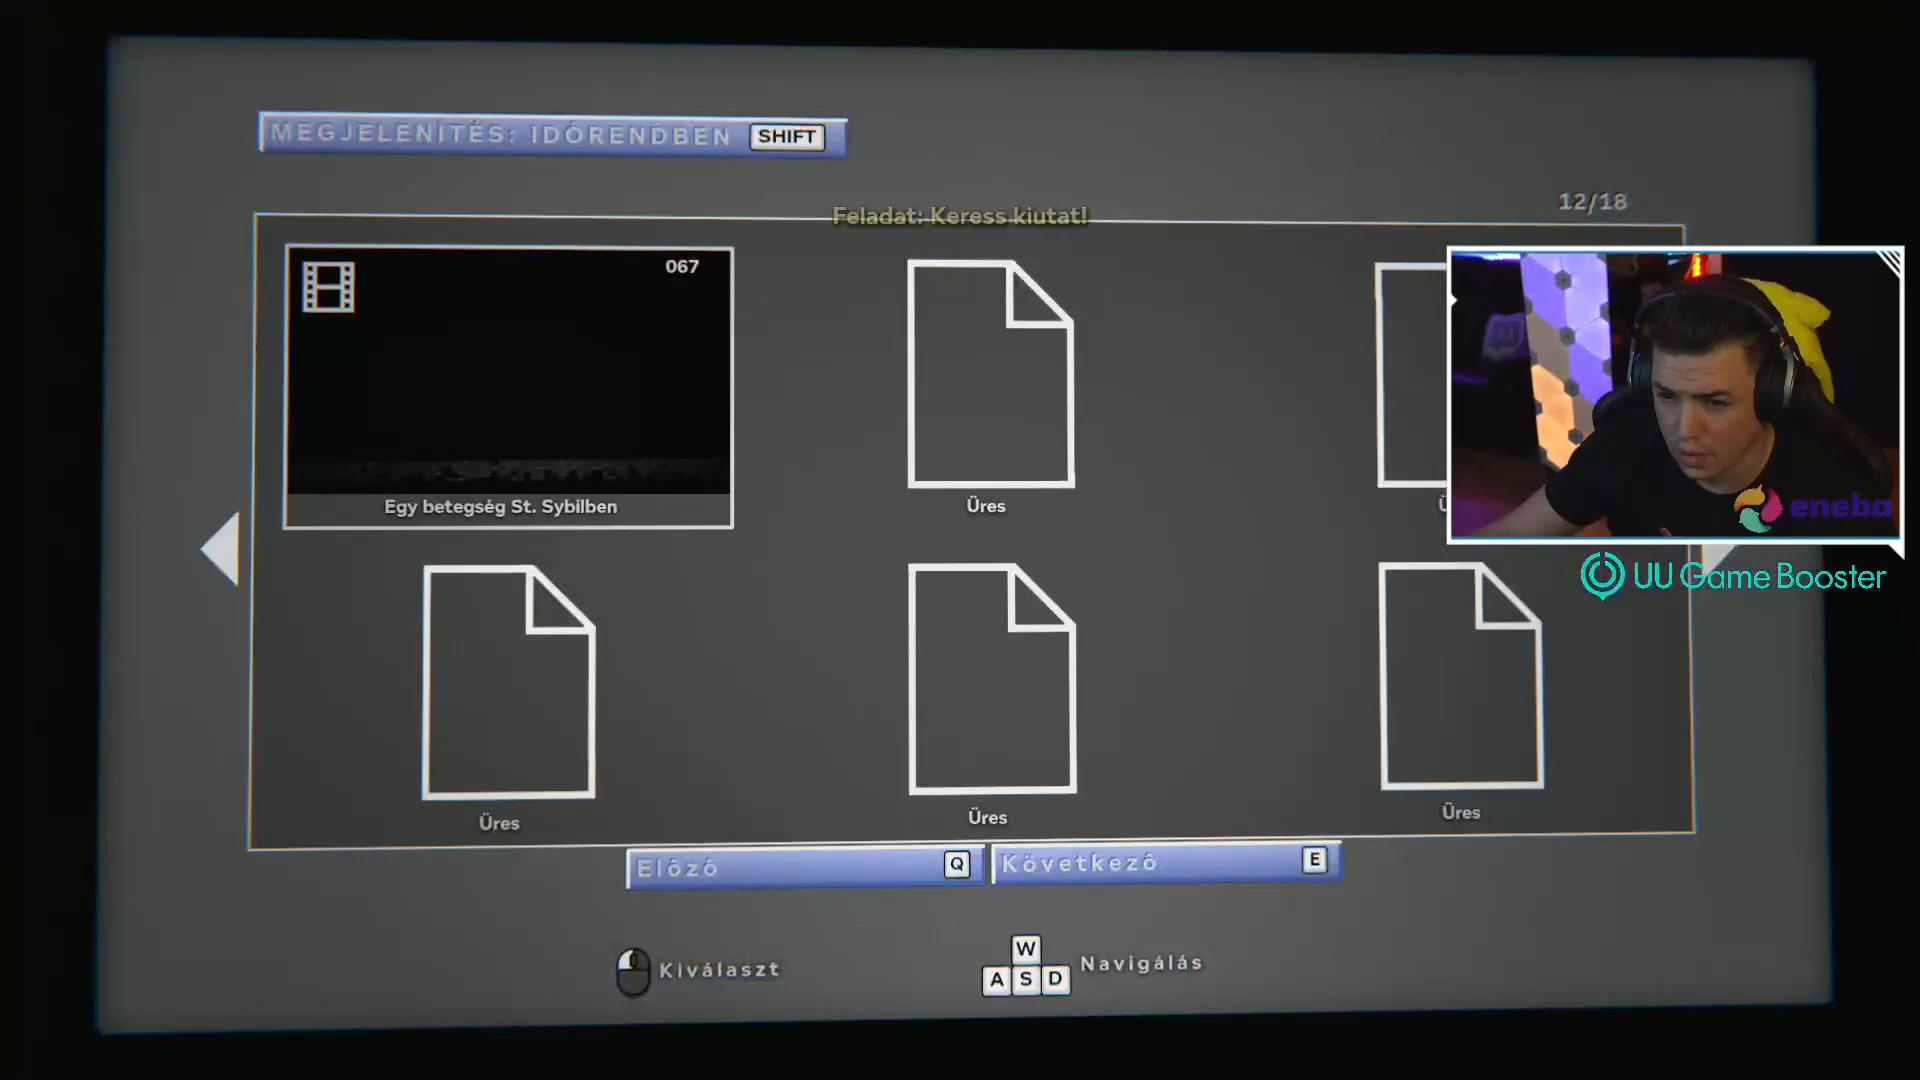 MEGJELENÍTÉS: IDŐRENDBEN SHIFT
12/18
Feladat: Keress kiutat!
067
Egy betegség St. Sybilben
Üres
eneba
UU Game Booster
Üres
Üres
Üres
Előző Q
Következő E
Kiválaszt
W
A S D
Navigálás